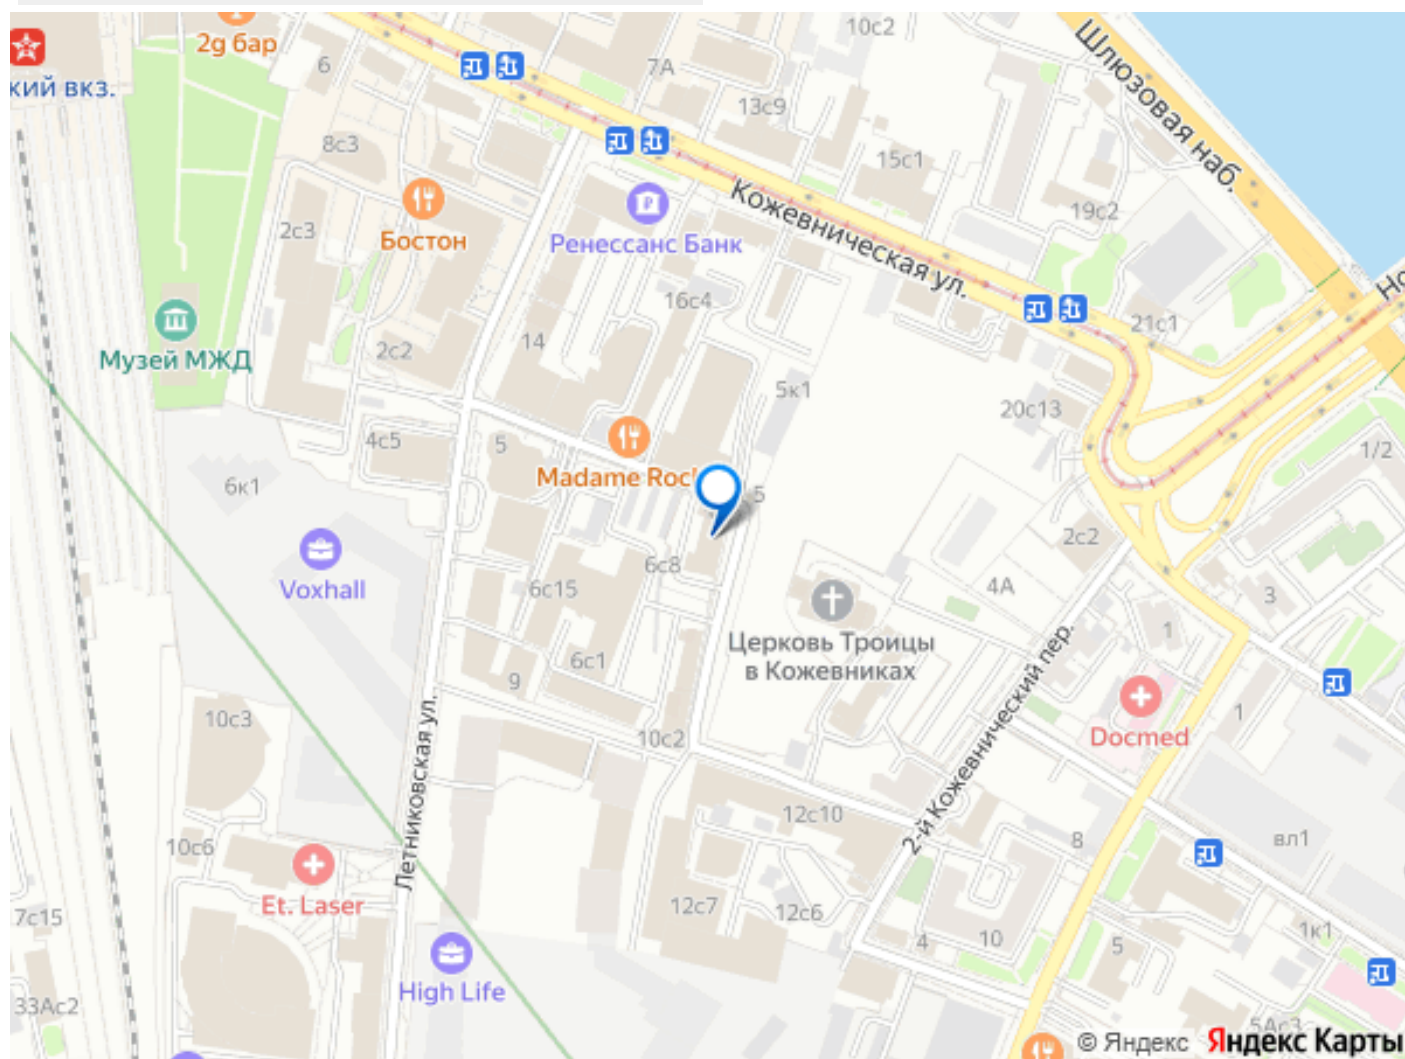 2g бар
кий вкз.
6
7А
10с2
Шлюзовая наб.
13с9
8с3
15с1
Кожевническая ул.
19с2
2с3
Бостон
Ренессанс Банк
16с4
21с1
Но
Музей МЖД
2с2
14
5к1
20с13
4с5
5
1/2
6к1
Madame Roc
5
Voxhall
2с2
6с8
6с15
4А
3
Церковь Троицы
в Кожевниках
1
6с1
9
2-й Кожевнический пер.
10с3
10с2
Docmed
1
Летниковская ул.
12с10
10с6
8
вл1
Et. Laser
7с15
12с7
12с6
4
10
5
1к1
High Life
33Ас2
5Ас3
© Яндекс Яндекс Карты